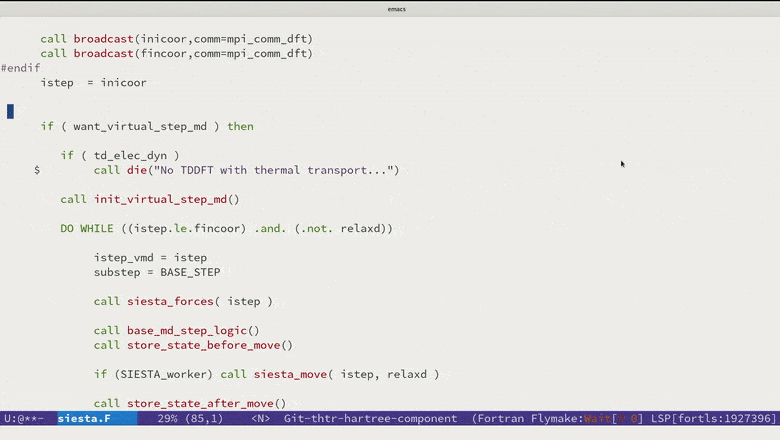 emacs
call broadcast(inicoor,comm=mpi_comm_dft)
call broadcast(fincoor,comm=mpi_comm_dft)
#endif
istep  = inicoor
if ( want_virtual_step_md ) then
if ( td_elec_dyn )
$        call die("No TDDFT with thermal transport...")
call init_virtual_step_md()
DO WHILE ((istep.le.fincoor) .and. (.not. relaxd))
istep_vmd = istep
substep = BASE_STEP
call siesta_forces( istep )
call base_md_step_logic()
call store_state_before_move()
if (SIESTA_worker) call siesta_move( istep, relaxd )
call store_state_after_move()
U:@**-  siesta.F      29% (85,1)     <N>  Git-thtr-hartree-component  (Fortran Flymake:Wait[ 0] LSP[fortls:1927396]